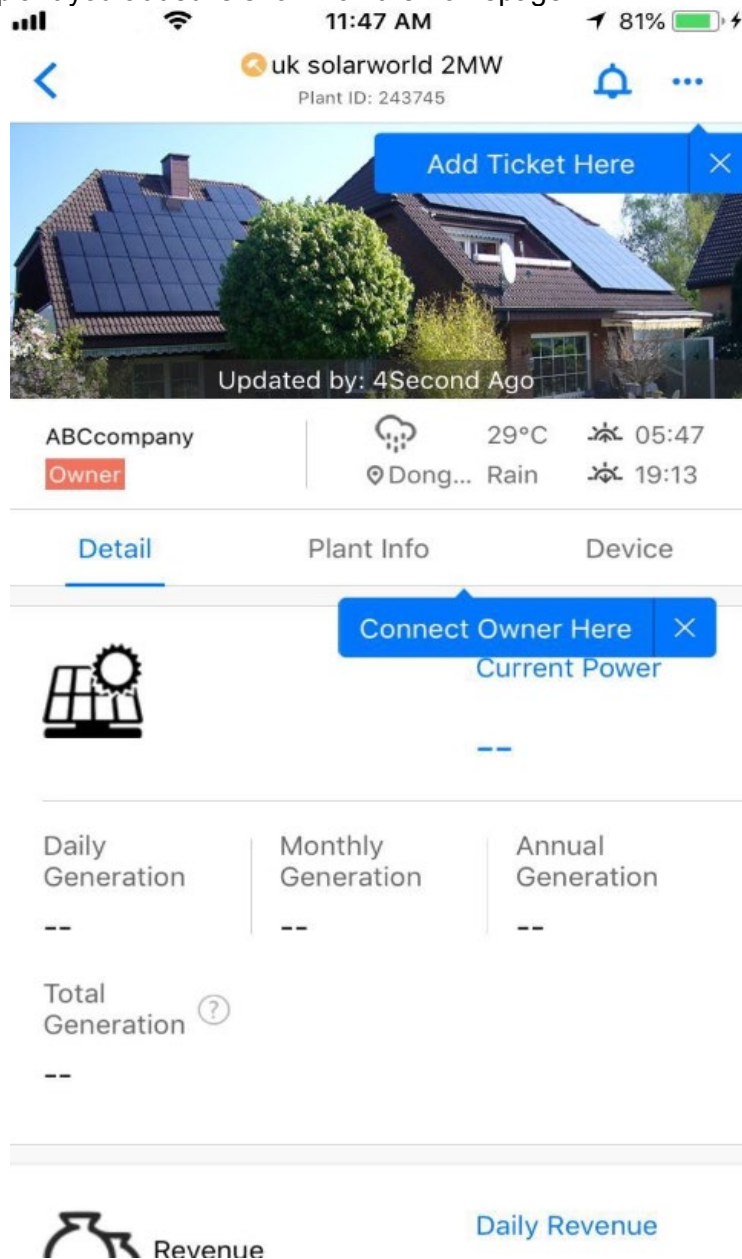 11:47 AM
81%
uk solarworld 2MW
Plant ID: 243745
Add Ticket Here
Updated by: 4Second Ago
ABCcompany
29°C
05:47
Owner
Dong...
Rain
19:13
Detail
Plant Info
Device
Connect Owner Here
Current Power
--
Daily
Generation
Monthly
Generation
Annual
Generation
--
--
--
Total
Generation
?
--
Daily Revenue
Revenue